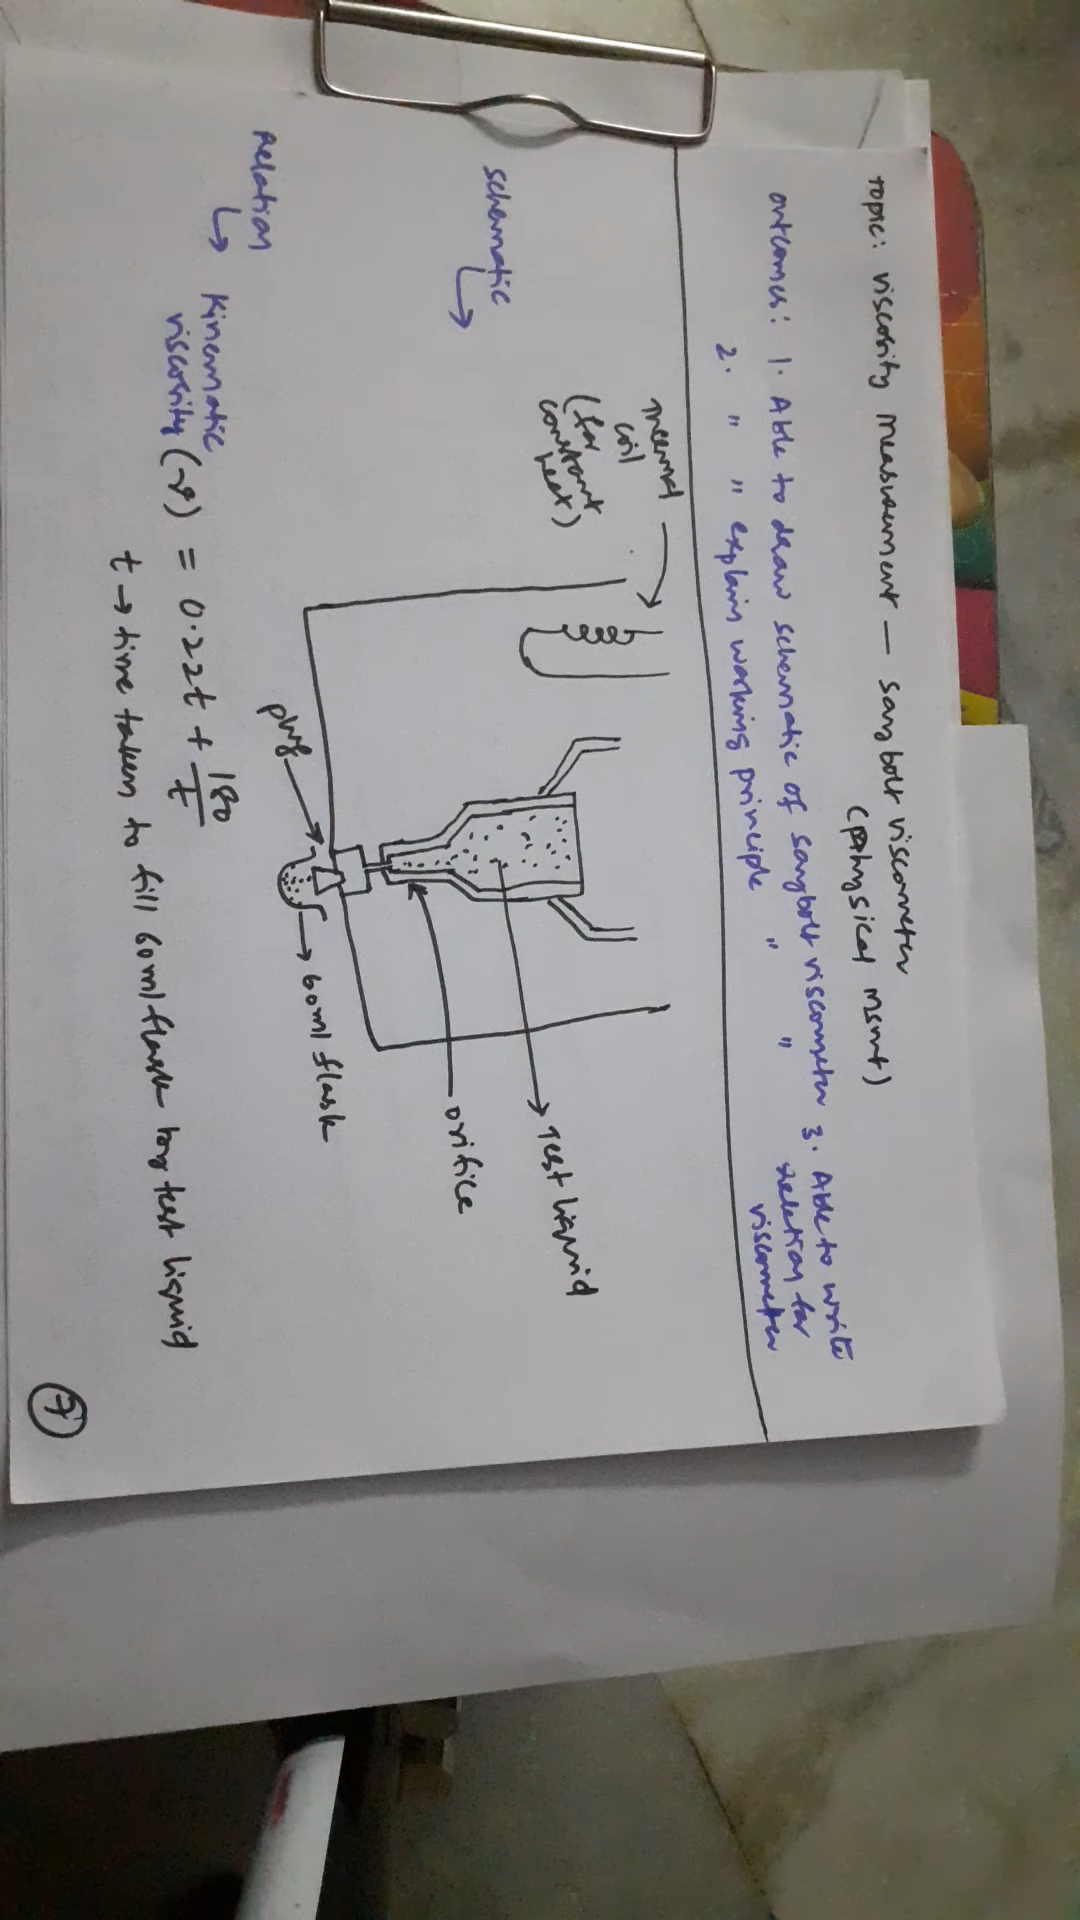 Topic: viscosity measurement – saybolt viscometer
(physical msmt)
outcomes: 1. Able to draw schematic of saybolt viscometer 3. Able to write
2. " " explain working principle " " relation for
viscometer
schematic
Thermal
coil
(for
constant
heat)
Test liquid
orifice
60ml flask
plug
relation
Kinematic
viscosity (ν) = 0.22t + 180/t
t → time taken to fill 60ml flask by test liquid
7